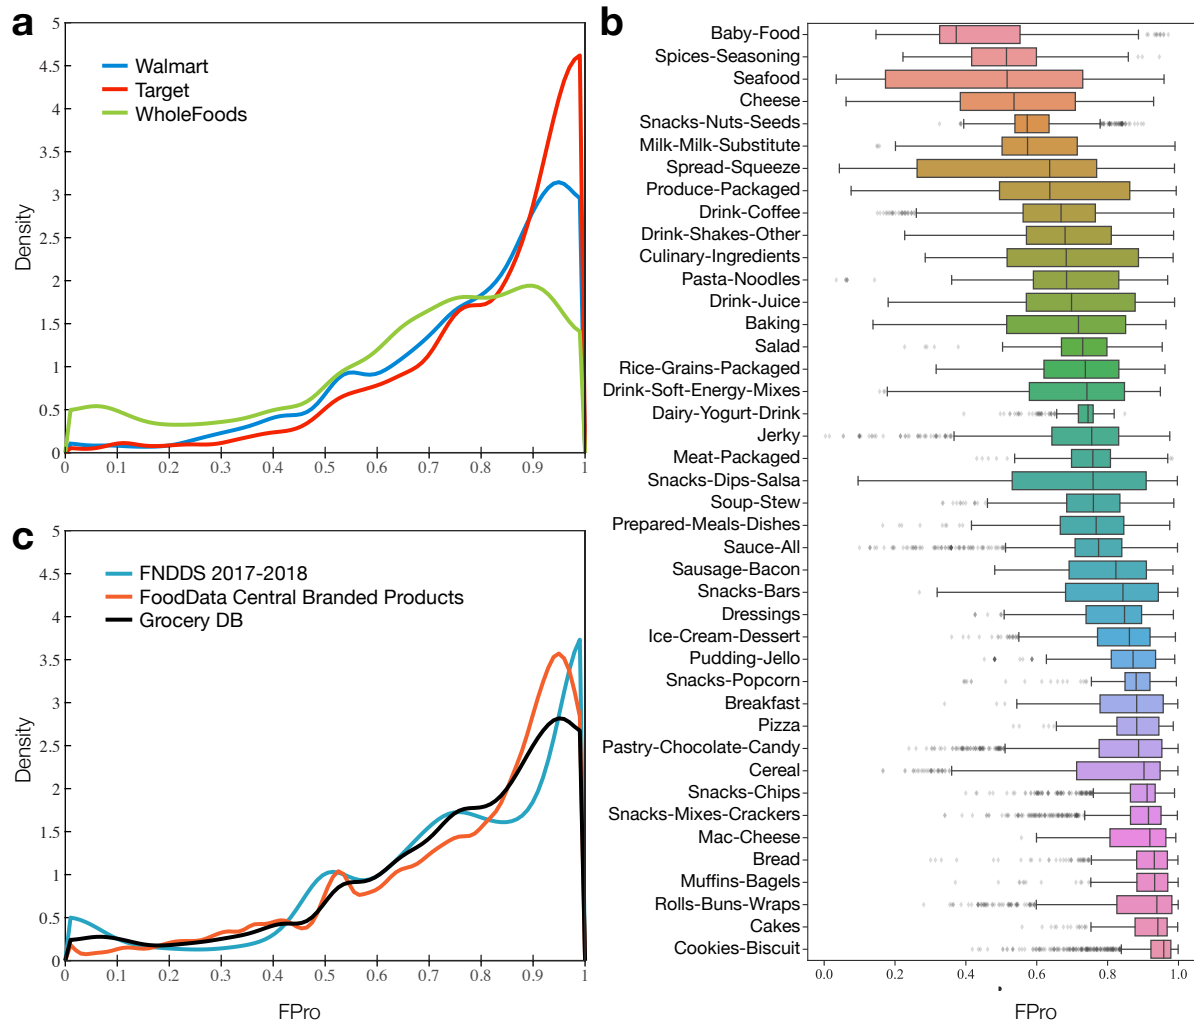 a
5
4.5
4
3.5
3
2.5
2
1.5
1
0.5
0
Density
Walmart
Target
WholeFoods
0 0.1 0.2 0.3 0.4 0.5 0.6 0.7 0.8 0.9 1
c
5
4.5
4
3.5
3
2.5
2
1.5
1
0.5
0
Density
FNDDS 2017-2018
FoodData Central Branded Products
Grocery DB
0 0.1 0.2 0.3 0.4 0.5 0.6 0.7 0.8 0.9 1
FPro
b
Baby-Food
Spices-Seasoning
Seafood
Cheese
Snacks-Nuts-Seeds
Milk-Milk-Substitute
Spread-Squeeze
Produce-Packaged
Drink-Coffee
Drink-Shakes-Other
Culinary-Ingredients
Pasta-Noodles
Drink-Juice
Baking
Salad
Rice-Grains-Packaged
Drink-Soft-Energy-Mixes
Dairy-Yogurt-Drink
Jerky
Meat-Packaged
Snacks-Dips-Salsa
Soup-Stew
Prepared-Meals-Dishes
Sauce-All
Sausage-Bacon
Snacks-Bars
Dressings
Ice-Cream-Dessert
Pudding-Jello
Snacks-Popcorn
Breakfast
Pizza
Pastry-Chocolate-Candy
Cereal
Snacks-Chips
Snacks-Mixes-Crackers
Mac-Cheese
Bread
Muffins-Bagels
Rolls-Buns-Wraps
Cakes
Cookies-Biscuit
0.0 0.2 0.4 0.6 0.8 1.0
FPro